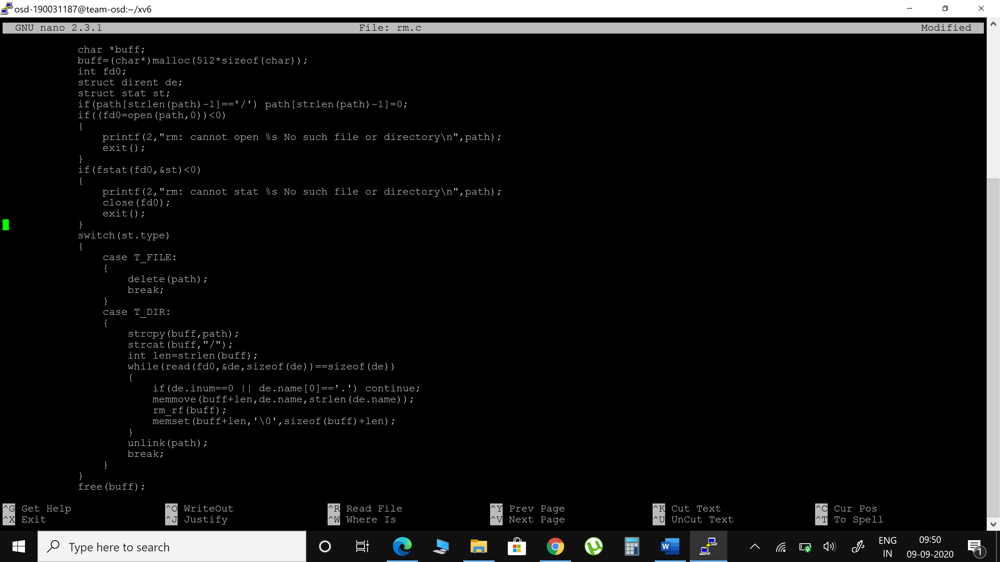 osd-190031187@team-osd:~/xv6
GNU nano 2.3.1 File: rm.c Modified
char *buff;
buff=(char*)malloc(512*sizeof(char));
int fd0;
struct dirent de;
struct stat st;
if(path[strlen(path)-1]=='/') path[strlen(path)-1]=0;
if((fd0=open(path,0))<0)
{
printf(2,"rm: cannot open %s No such file or directory\n",path);
exit();
}
if(fstat(fd0,&st)<0)
{
printf(2,"rm: cannot stat %s No such file or directory\n",path);
close(fd0);
exit();
}
switch(st.type)
{
case T_FILE:
{
delete(path);
break;
}
case T_DIR:
{
strcpy(buff,path);
strcat(buff,"/");
int len=strlen(buff);
while(read(fd0,&de,sizeof(de))==sizeof(de))
{
if(de.inum==0 || de.name[0]=='.') continue;
memmove(buff+len,de.name,strlen(de.name));
rm_rf(buff);
memset(buff+len,'\0',sizeof(buff)+len);
}
unlink(path);
break;
}
}
free(buff);
^G Get Help ^O WriteOut ^R Read File ^Y Prev Page ^K Cut Text ^C Cur Pos
^X Exit ^J Justify ^W Where Is ^V Next Page ^U UnCut Text ^T To Spell
Type here to search
W
ENG
IN
09:50
09-09-2020
1